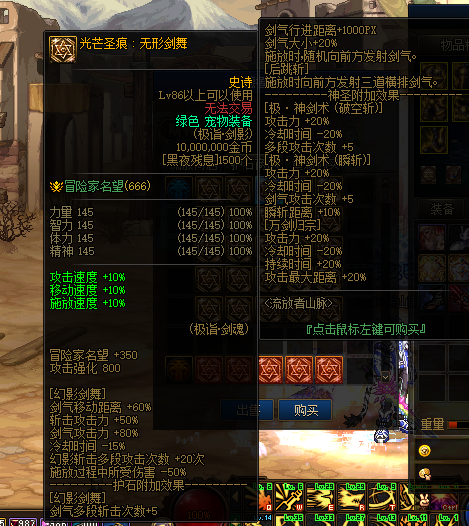 光芒圣痕：无形剑舞
史诗
Lv86以上可以使用
无法交易
绿色 宠物装备
(极诣·剑影)
10,000,000金币
[黑夜残息]1500个
冒险家名望(666)
力量 145 (145/145) 100%
智力 145 (145/145) 100%
体力 145 (145/145) 100%
精神 145 (145/145) 100%
攻击速度 +10%
移动速度 +10%
施放速度 +10%
(极诣·剑魂)
冒险家名望 +350
攻击强化 800
[幻影剑舞]
剑气移动距离 +60%
斩击攻击力 +50%
剑气攻击力 +80%
冷却时间 -15%
幻影斩击多段攻击次数 +20次
施放过程中所受伤害 -50%
护石附加效果
[幻影剑舞]
剑气多段斩击次数+5
剑气行进距离+1000PX
剑气大小+20%
施放时,随机向前方发射剑气。
[后跳斩]
施放时向前方发射三道横排剑气。
神圣附加效果
[极·神剑术（破空斩）]
攻击力 +20%
冷却时间 -20%
多段攻击次数 +5
[极·神剑术（瞬斩）]
攻击力 +20%
冷却时间 -20%
剑气攻击次数 +5
瞬斩距离 +10%
[万剑归宗]
攻击力 +20%
冷却时间 -20%
持续时间 +20%
攻击最大距离 +20%
<流放者山脉>
『点击鼠标左键可购买』
物品
装备
出售
购买
重量
100%
987